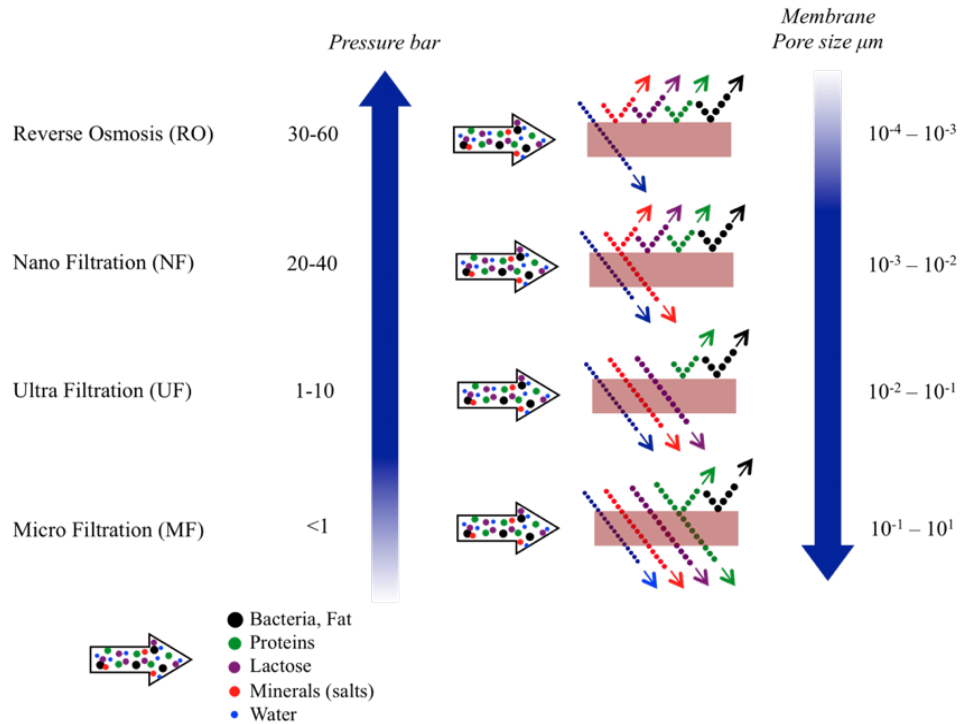 Pressure bar
Membrane
Pore size μm
Reverse Osmosis (RO) 30-60 10⁻⁴ – 10⁻³
Nano Filtration (NF) 20-40 10⁻³ – 10⁻²
Ultra Filtration (UF) 1-10 10⁻² – 10⁻¹
Micro Filtration (MF) <1 10⁻¹ – 10¹
Bacteria, Fat
Proteins
Lactose
Minerals (salts)
Water